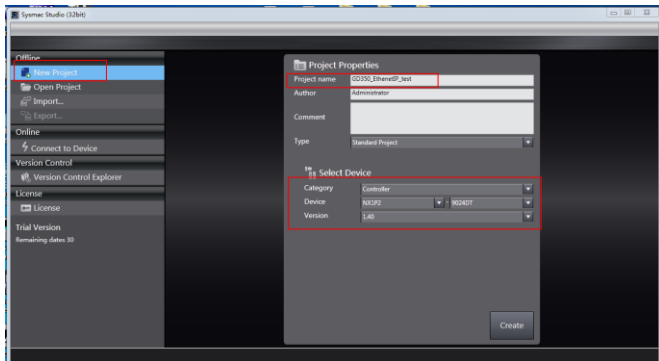 Sysmac Studio (32bit)
Offline
New Project
Open Project
Import...
Export...
Online
Connect to Device
Version Control
Version Control Explorer
License
License
Trial Version
Remaining dates 30
Project Properties
Project name GD350_EthenetIP_test
Author Administrator
Comment
Type Standard Project
Select Device
Category Controller
Device NX1P2 - 9024DT
Version 1.40
Create